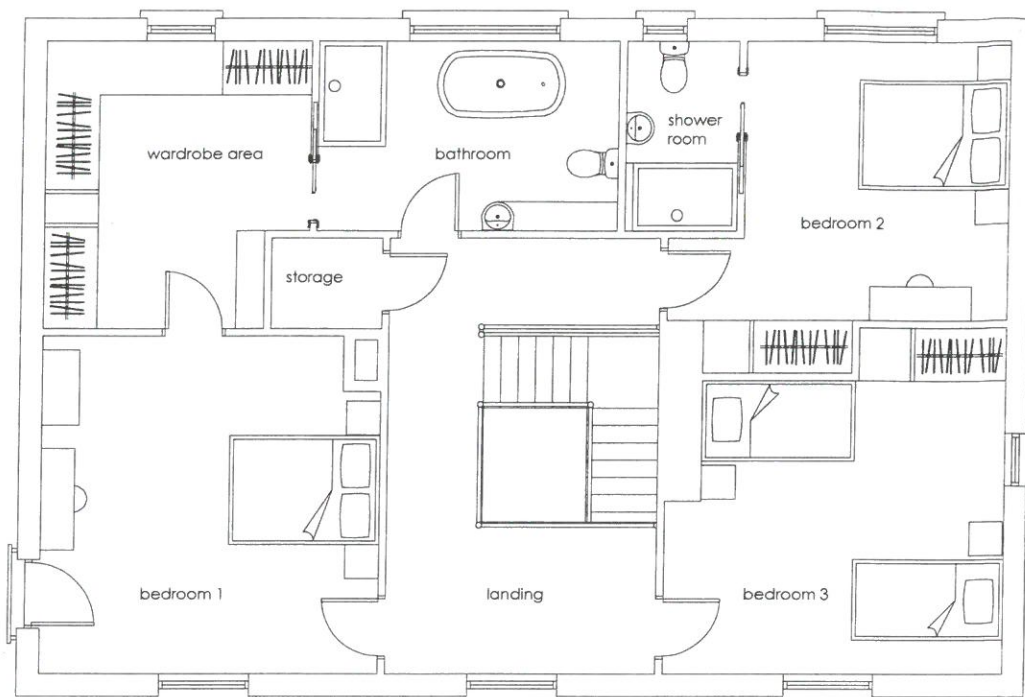 wardrobe area
bathroom
shower
room
bedroom 2
storage
bedroom 1
landing
bedroom 3